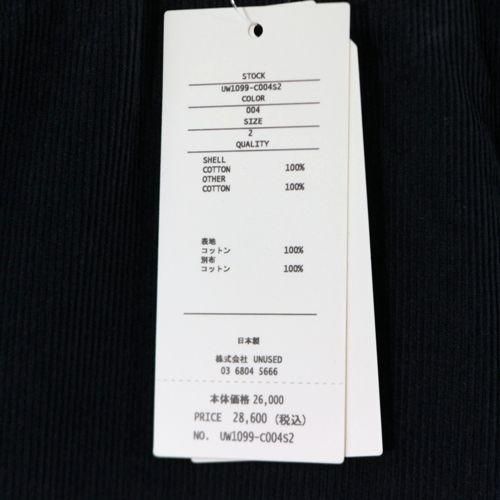 STOCK
UW1099-C004S2
COLOR
004
SIZE
2
QUALITY
SHELL
COTTON 100%
OTHER
COTTON 100%
表地
コットン 100%
別布
コットン 100%
日本製
株式会社 UNUSED
03 6804 5666
本体価格 26,000
PRICE 28,600 (税込)
NO. UW1099-C004S2